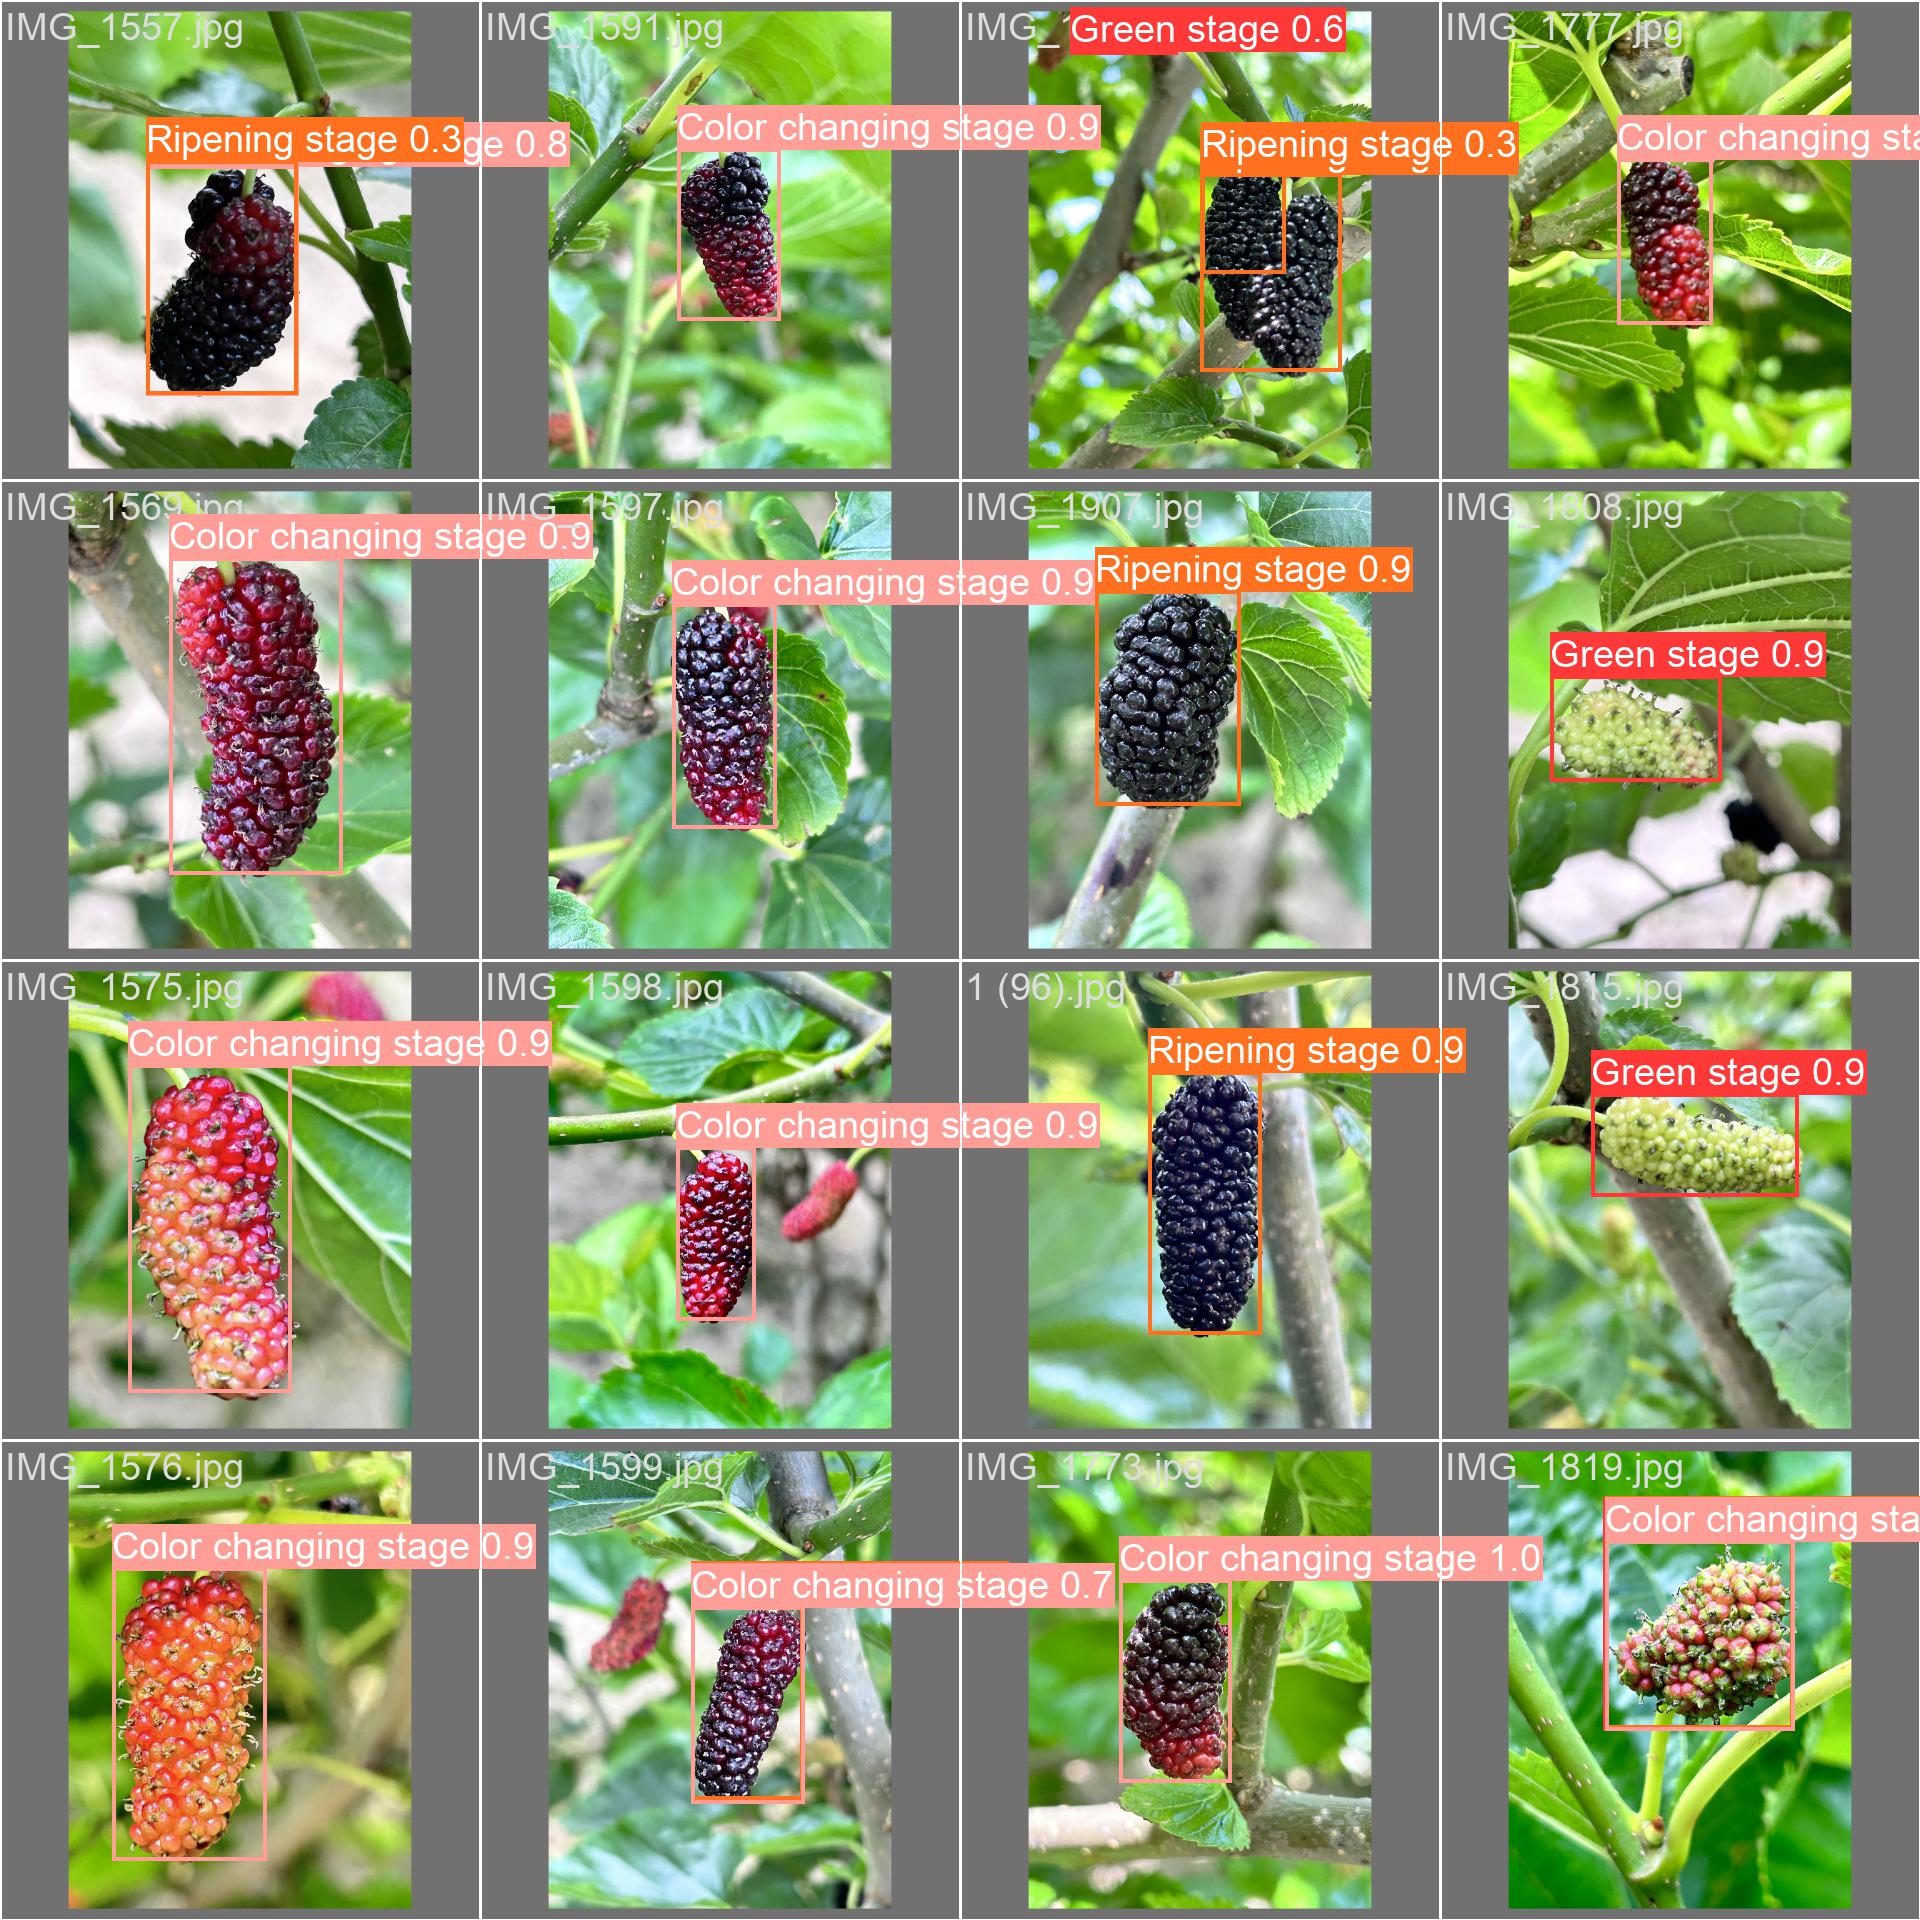 IMG_1557.jpg
Ripening stage 0.3
ge 0.8
IMG_1591.jpg
Color changing stage 0.9
IMG_
Green stage 0.6
Ripening stage 0.3
IMG_1777.jpg
Color changing sta
IMG_1569.jpg
Color changing stage 0.9
IMG_1597.jpg
Color changing stage 0.9
IMG_1907.jpg
Ripening stage 0.9
IMG_1808.jpg
Green stage 0.9
IMG_1575.jpg
Color changing stage 0.9
IMG_1598.jpg
Color changing stage 0.9
1 (96).jpg
Ripening stage 0.9
IMG_1815.jpg
Green stage 0.9
IMG_1576.jpg
Color changing stage 0.9
IMG_1599.jpg
Color changing stage 0.7
IMG_1773.jpg
Color changing stage 1.0
IMG_1819.jpg
Color changing sta